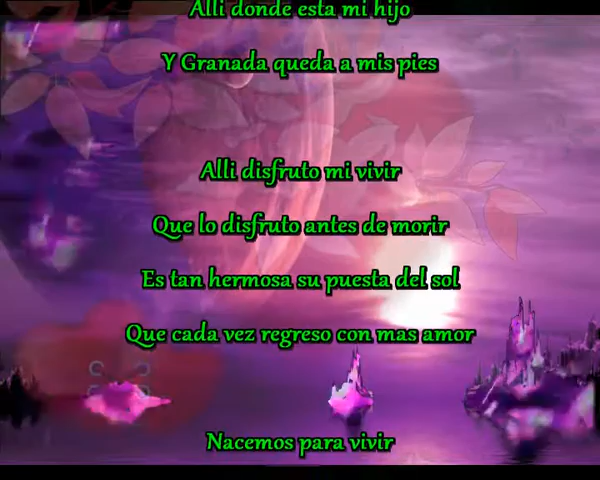 Alli donde esta mi hijo
Y Granada queda a mis pies
Alli disfruto mi vivir
Que lo disfruto antes de morir
Es tan hermosa su puesta del sol
Que cada vez regreso con mas amor
Nacemos para vivir